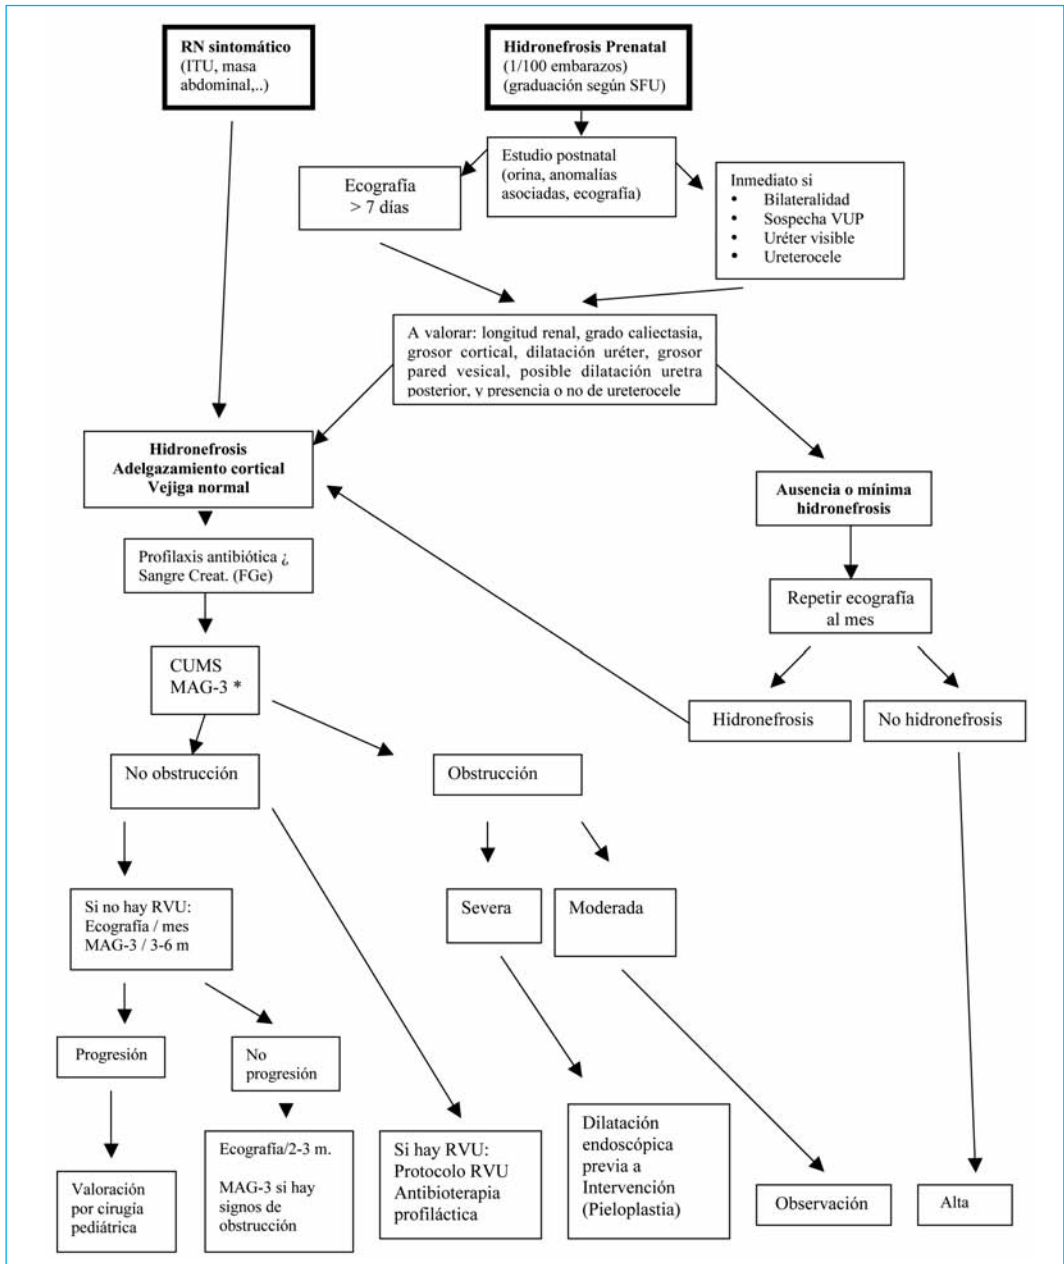 RN sintomático
(ITU, masa
abdominal,..)
Hidronefrosis Prenatal
(1/100 embarazos)
(graduación según SFU)
Estudio postnatal
(orina, anomalías
asociadas, ecografía)
Ecografía
> 7 días
Inmediato si
• Bilateralidad
• Sospecha VUP
• Uréter visible
• Ureterocele
A valorar: longitud renal, grado caliectasia,
grosor cortical, dilatación uréter, grosor
pared vesical, posible dilatación uretra
posterior, y presencia o no de ureterocele
Hidronefrosis
Adelgazamiento cortical
Vejiga normal
Ausencia o mínima
hidronefrosis
Profilaxis antibiótica ¿
Sangre Creat. (FGe)
Repetir ecografía
al mes
CUMS
MAG-3 *
Hidronefrosis
No hidronefrosis
No obstrucción
Obstrucción
Si no hay RVU:
Ecografía / mes
MAG-3 / 3-6 m
Severa
Moderada
Progresión
No
progresión
Ecografía/2-3 m.
MAG-3 si hay
signos de
obstrucción
Si hay RVU:
Protocolo RVU
Antibioterapia
profiláctica
Dilatación
endoscópica
previa a
Intervención
(Pieloplastia)
Valoración
por cirugía
pediátrica
Observación
Alta